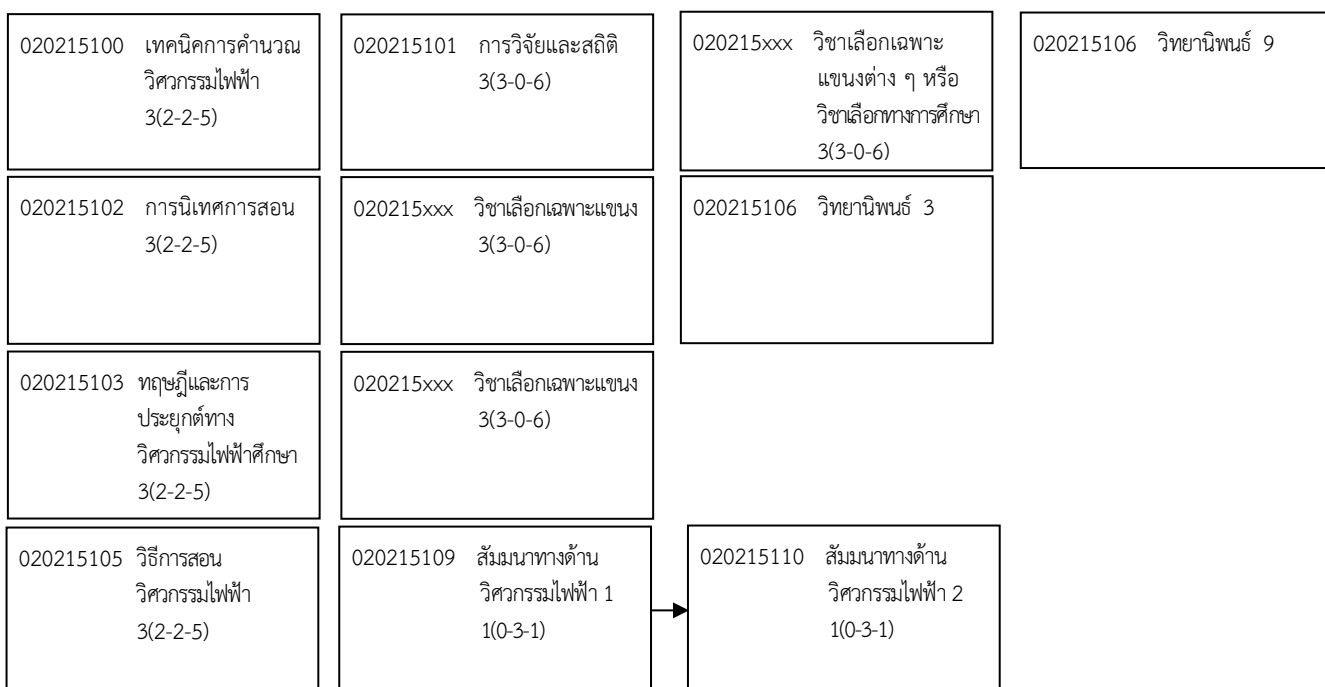 020215100 เทคนิคการคำนวณ
วิศวกรรมไฟฟ้า
3(2-2-5)
020215101 การวิจัยและสถิติ
3(3-0-6)
020215xxx วิชาเลือกเฉพาะ
แขนงต่าง ๆ หรือ
วิชาเลือกทางการศึกษา
3(3-0-6)
020215106 วิทยานิพนธ์ 9
020215102 การนิเทศการสอน
3(2-2-5)
020215xxx วิชาเลือกเฉพาะแขนง
3(3-0-6)
020215106 วิทยานิพนธ์ 3
020215103 ทฤษฎีและการ
ประยุกต์ทาง
วิศวกรรมไฟฟ้าศึกษา
3(2-2-5)
020215xxx วิชาเลือกเฉพาะแขนง
3(3-0-6)
020215105 วิธีการสอน
วิศวกรรมไฟฟ้า
3(2-2-5)
020215109 สัมมนาทางด้าน
วิศวกรรมไฟฟ้า 1
1(0-3-1)
020215110 สัมมนาทางด้าน
วิศวกรรมไฟฟ้า 2
1(0-3-1)